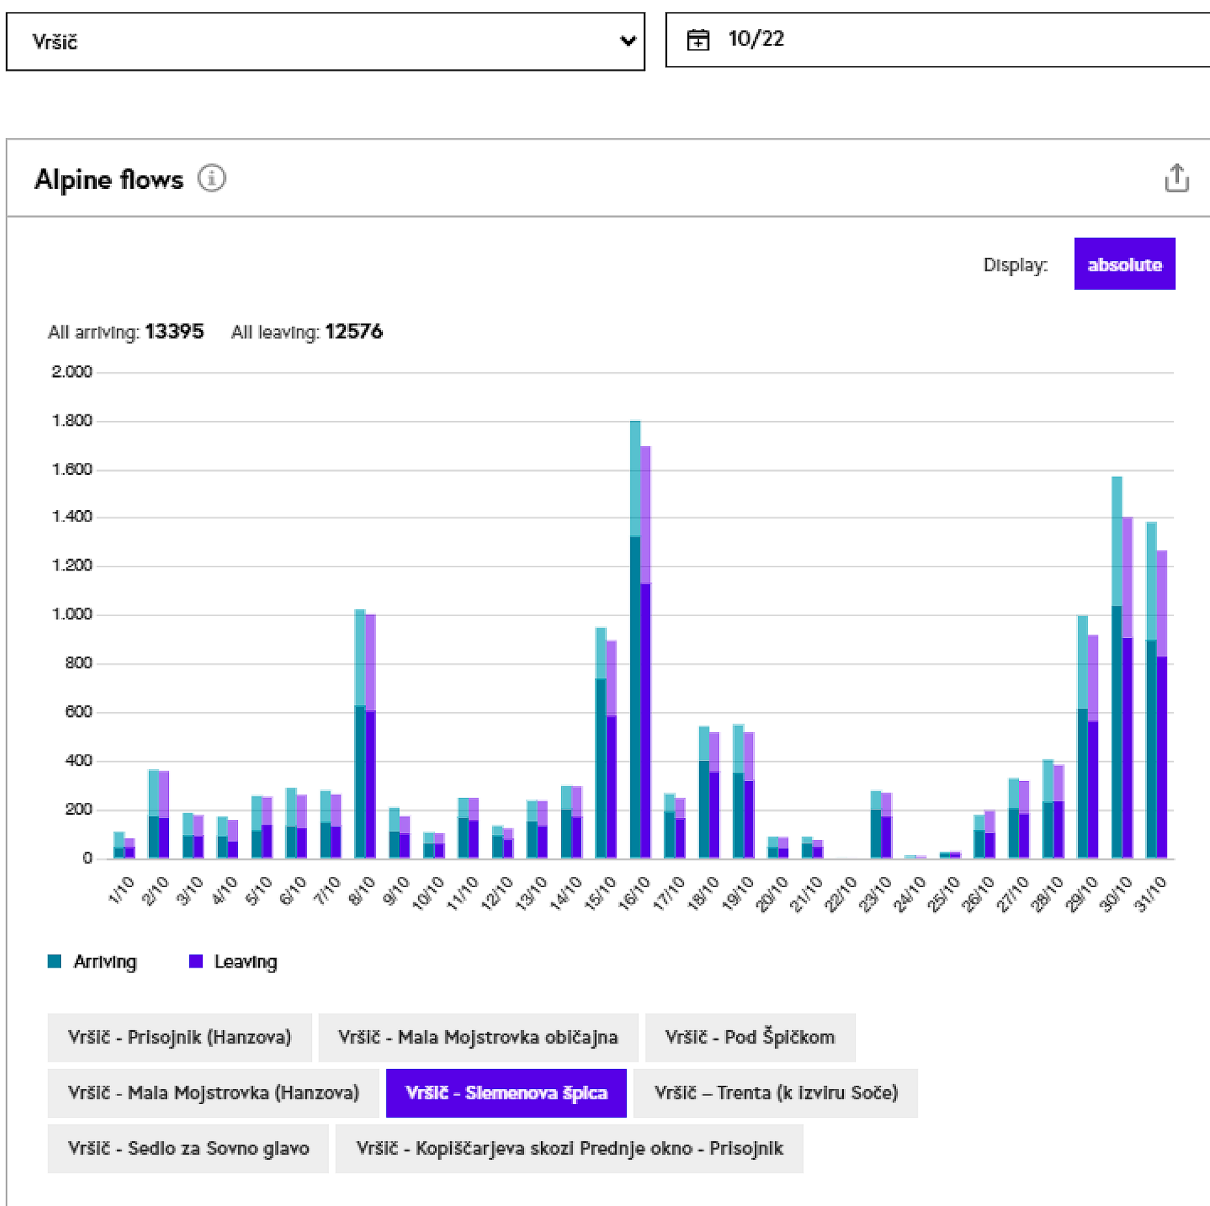 Vršič
10/22
Alpine flows
Display: absolute
All arriving: 13395 All leaving: 12576
2.000
1.800
1.600
1.400
1.200
1.000
800
600
400
200
0
1/10 2/10 3/10 4/10 5/10 6/10 7/10 8/10 9/10 10/10 11/10 12/10 13/10 14/10 15/10 16/10 17/10 18/10 19/10 20/10 21/10 22/10 23/10 24/10 25/10 26/10 27/10 28/10 29/10 30/10 31/10
Arriving Leaving
Vršič - Prisojnik (Hanzova) Vršič - Mala Mojstrovka običajna Vršič - Pod Špičkom
Vršič - Mala Mojstrovka (Hanzova) Vršič - Slemenova špica Vršič – Trenta (k izviru Soče)
Vršič - Sedlo za Sovno glavo Vršič - Kopiščarjeva skozi Prednje okno - Prisojnik